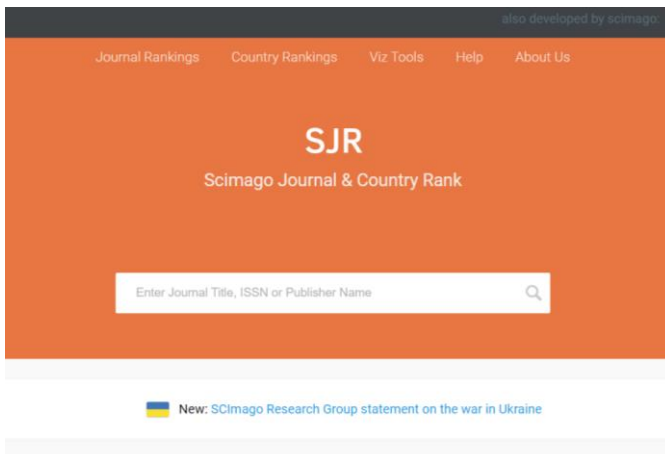 also developed by scimago:
Journal Rankings Country Rankings Viz Tools Help About Us
SJR
Scimago Journal & Country Rank
Enter Journal Title, ISSN or Publisher Name
New: SCImago Research Group statement on the war in Ukraine